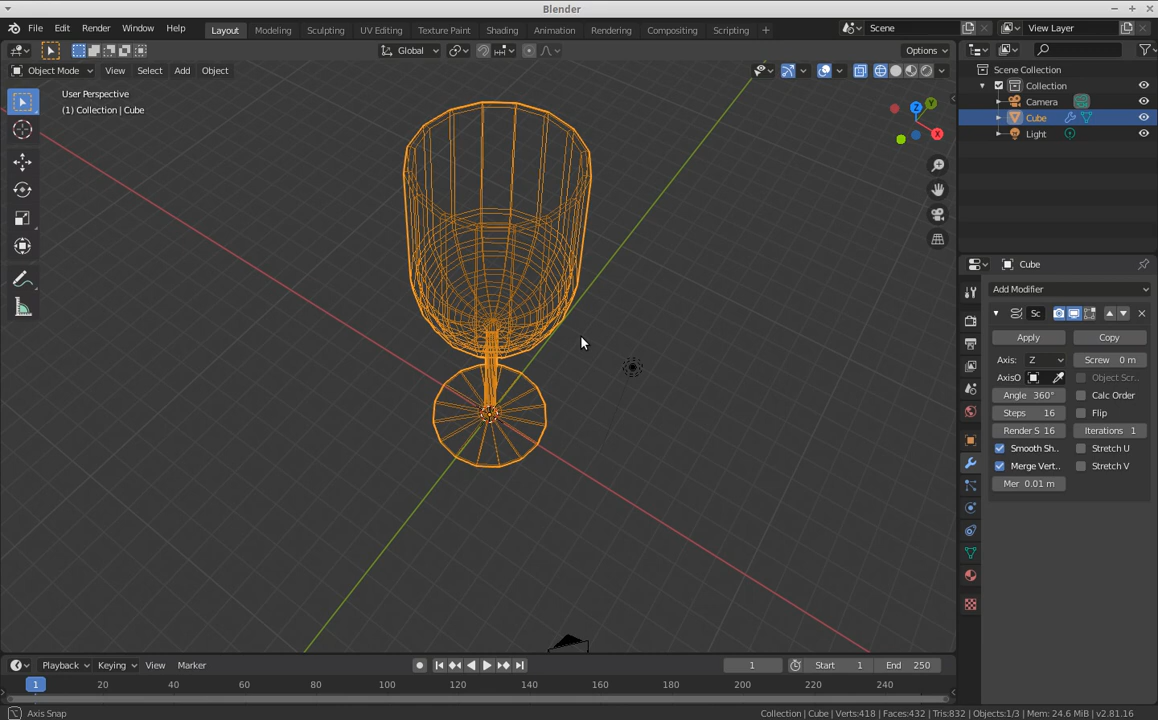 Blender
File Edit Render Window Help Layout Modeling Sculpting UV Editing Texture Paint Shading Animation Rendering Compositing Scripting + Scene View Layer
Global Options
Object Mode View Select Add Object
User Perspective
(1) Collection | Cube
Z Y X
Scene Collection
Collection
Camera
Cube
Light
Cube
Add Modifier
Sc
Apply Copy
Axis: Z Screw 0 m
AxisO Object Scr..
Angle 360° Calc Order
Steps 16 Flip
Render S 16 Iterations 1
Smooth Sh.. Stretch U
Merge Vert.. Stretch V
Mer 0.01 m
Playback Keying View Marker 1 Start 1 End 250
1 20 40 60 80 100 120 140 160 180 200 220 240
Axis Snap Collection | Cube | Verts:418 | Faces:432 | Tris:832 | Objects:1/3 | Mem: 24.6 MiB | v2.81.16